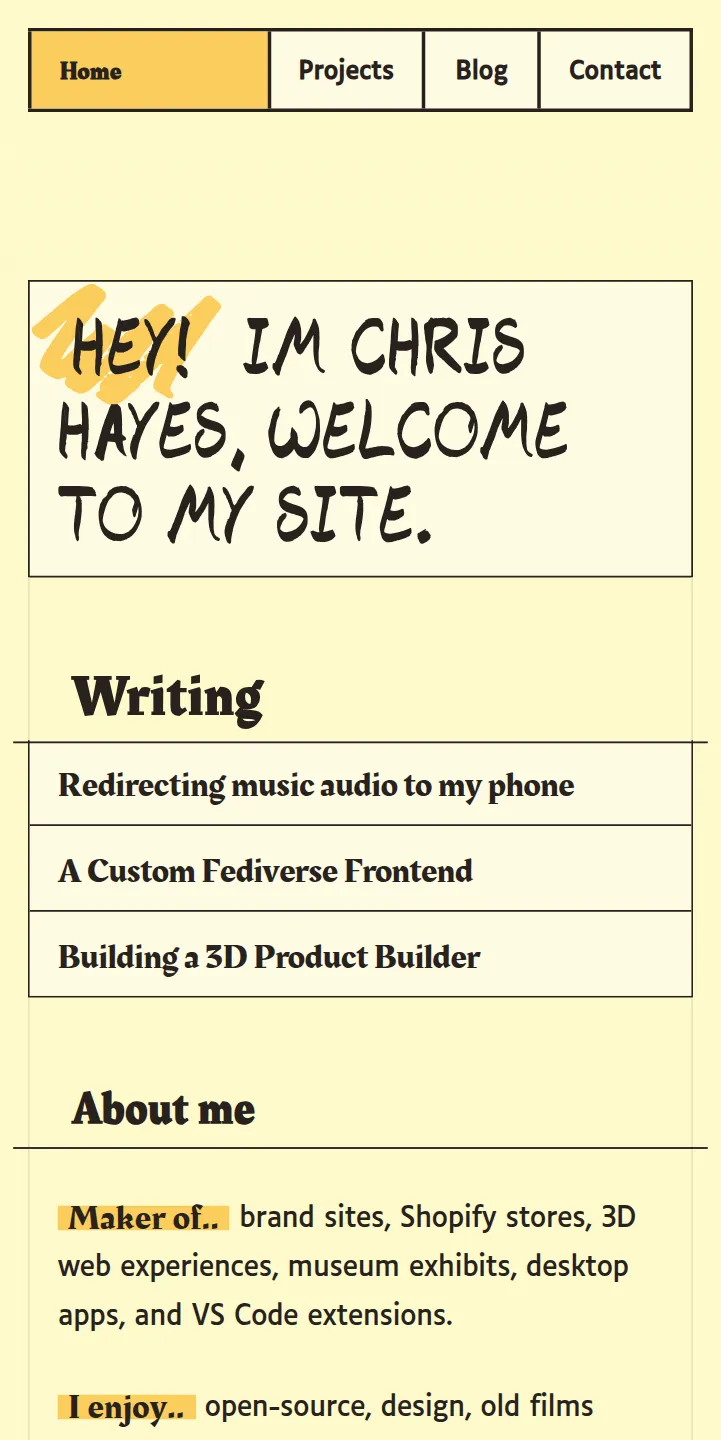 Home Projects Blog Contact
HEY! IM CHRIS
HAYES, WELCOME
TO MY SITE.
Writing
Redirecting music audio to my phone
A Custom Fediverse Frontend
Building a 3D Product Builder
About me
Maker of.. brand sites, Shopify stores, 3D
web experiences, museum exhibits, desktop
apps, and VS Code extensions.
I enjoy.. open-source, design, old films